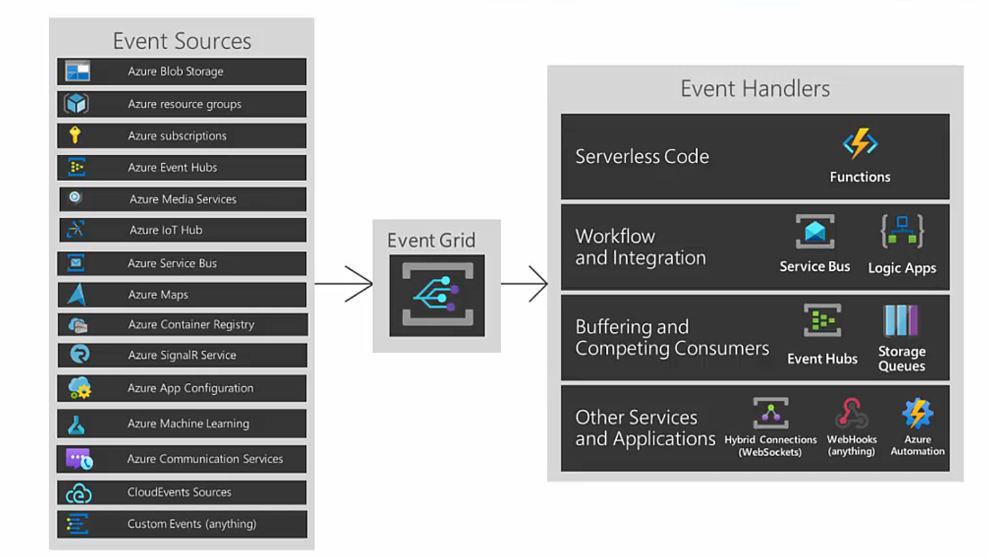 Event Sources
Azure Blob Storage
Azure resource groups
Azure subscriptions
Azure Event Hubs
Azure Media Services
Azure IoT Hub
Azure Service Bus
Azure Maps
Azure Container Registry
Azure SignalR Service
Azure App Configuration
Azure Machine Learning
Azure Communication Services
CloudEvents Sources
Custom Events (anything)
Event Grid
Event Handlers
Serverless Code
Functions
Workflow
and Integration
Service Bus
Logic Apps
Buffering and
Competing Consumers
Event Hubs
Storage
Queues
Other Services
and Applications
Hybrid Connections
(WebSockets)
WebHooks
(anything)
Azure
Automation